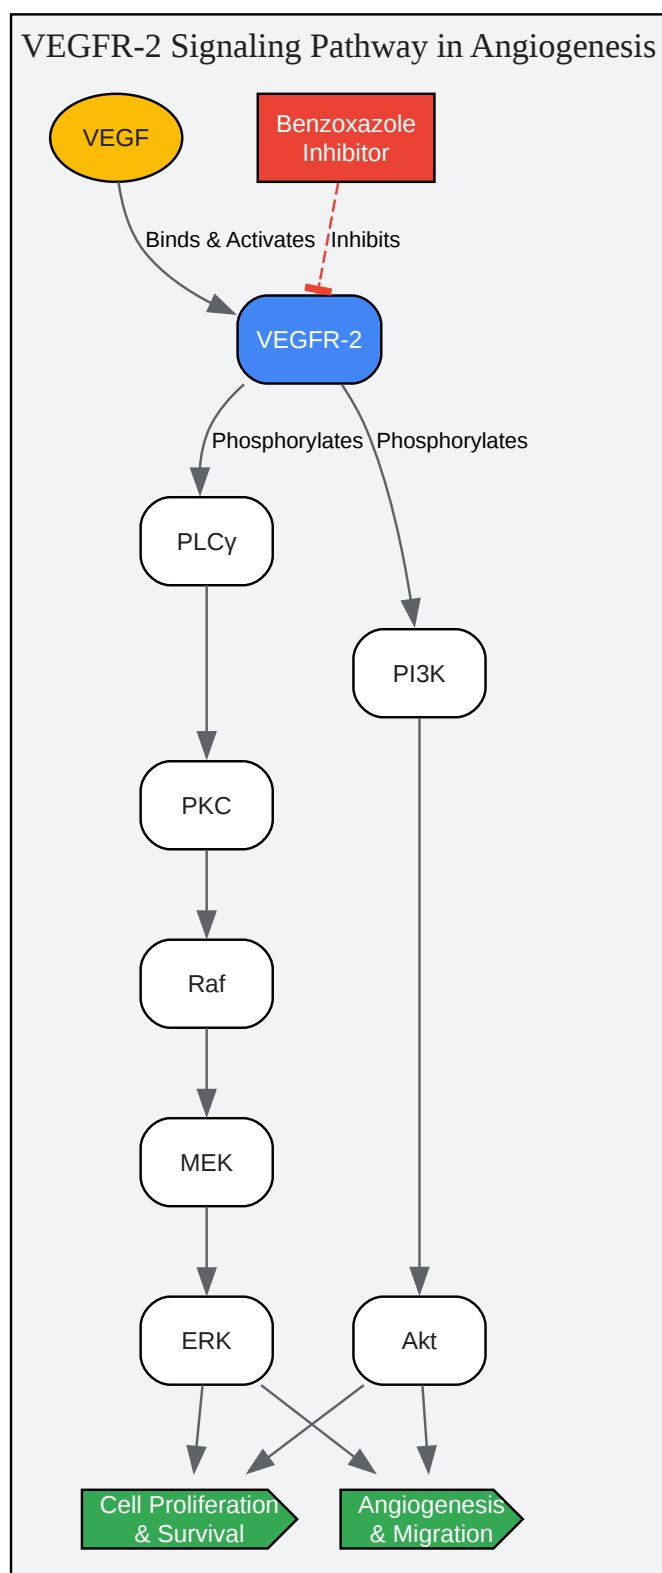 VEGFR-2 Signaling Pathway in Angiogenesis
VEGF
Benzoxazole
Inhibitor
Binds & Activates
Inhibits
VEGFR-2
Phosphorylates
Phosphorylates
PLCγ
PI3K
PKC
Raf
MEK
ERK
Akt
Cell Proliferation
& Survival
Angiogenesis
& Migration